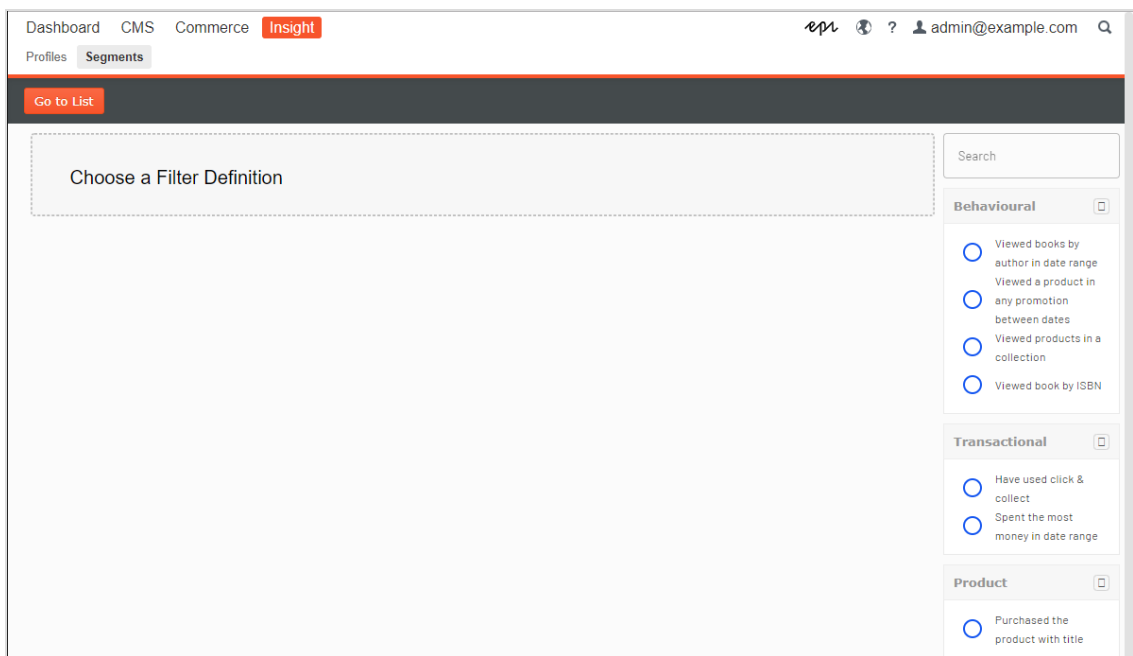 Dashboard CMS Commerce Insight epi ? admin@example.com
Profiles Segments
Go to List
Choose a Filter Definition
Search
Behavioural
Viewed books by
author in date range
Viewed a product in
any promotion
between dates
Viewed products in a
collection
Viewed book by ISBN
Transactional
Have used click &
collect
Spent the most
money in date range
Product
Purchased the
product with title